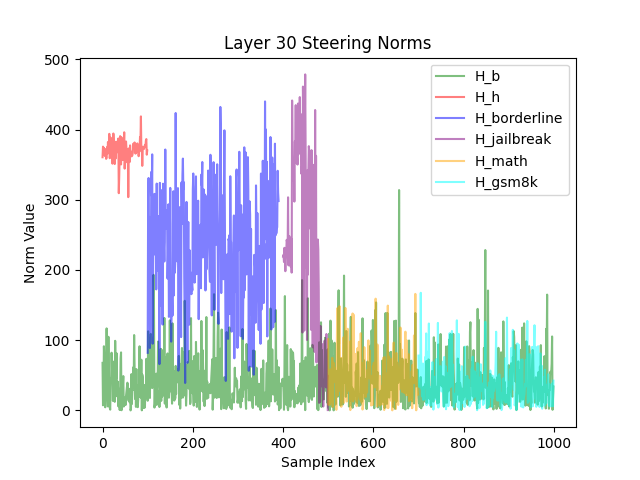 Layer 30 Steering Norms
500
400
300
200
100
0
Norm Value
H_b
H_h
H_borderline
H_jailbreak
H_math
H_gsm8k
0 200 400 600 800 1000
Sample Index